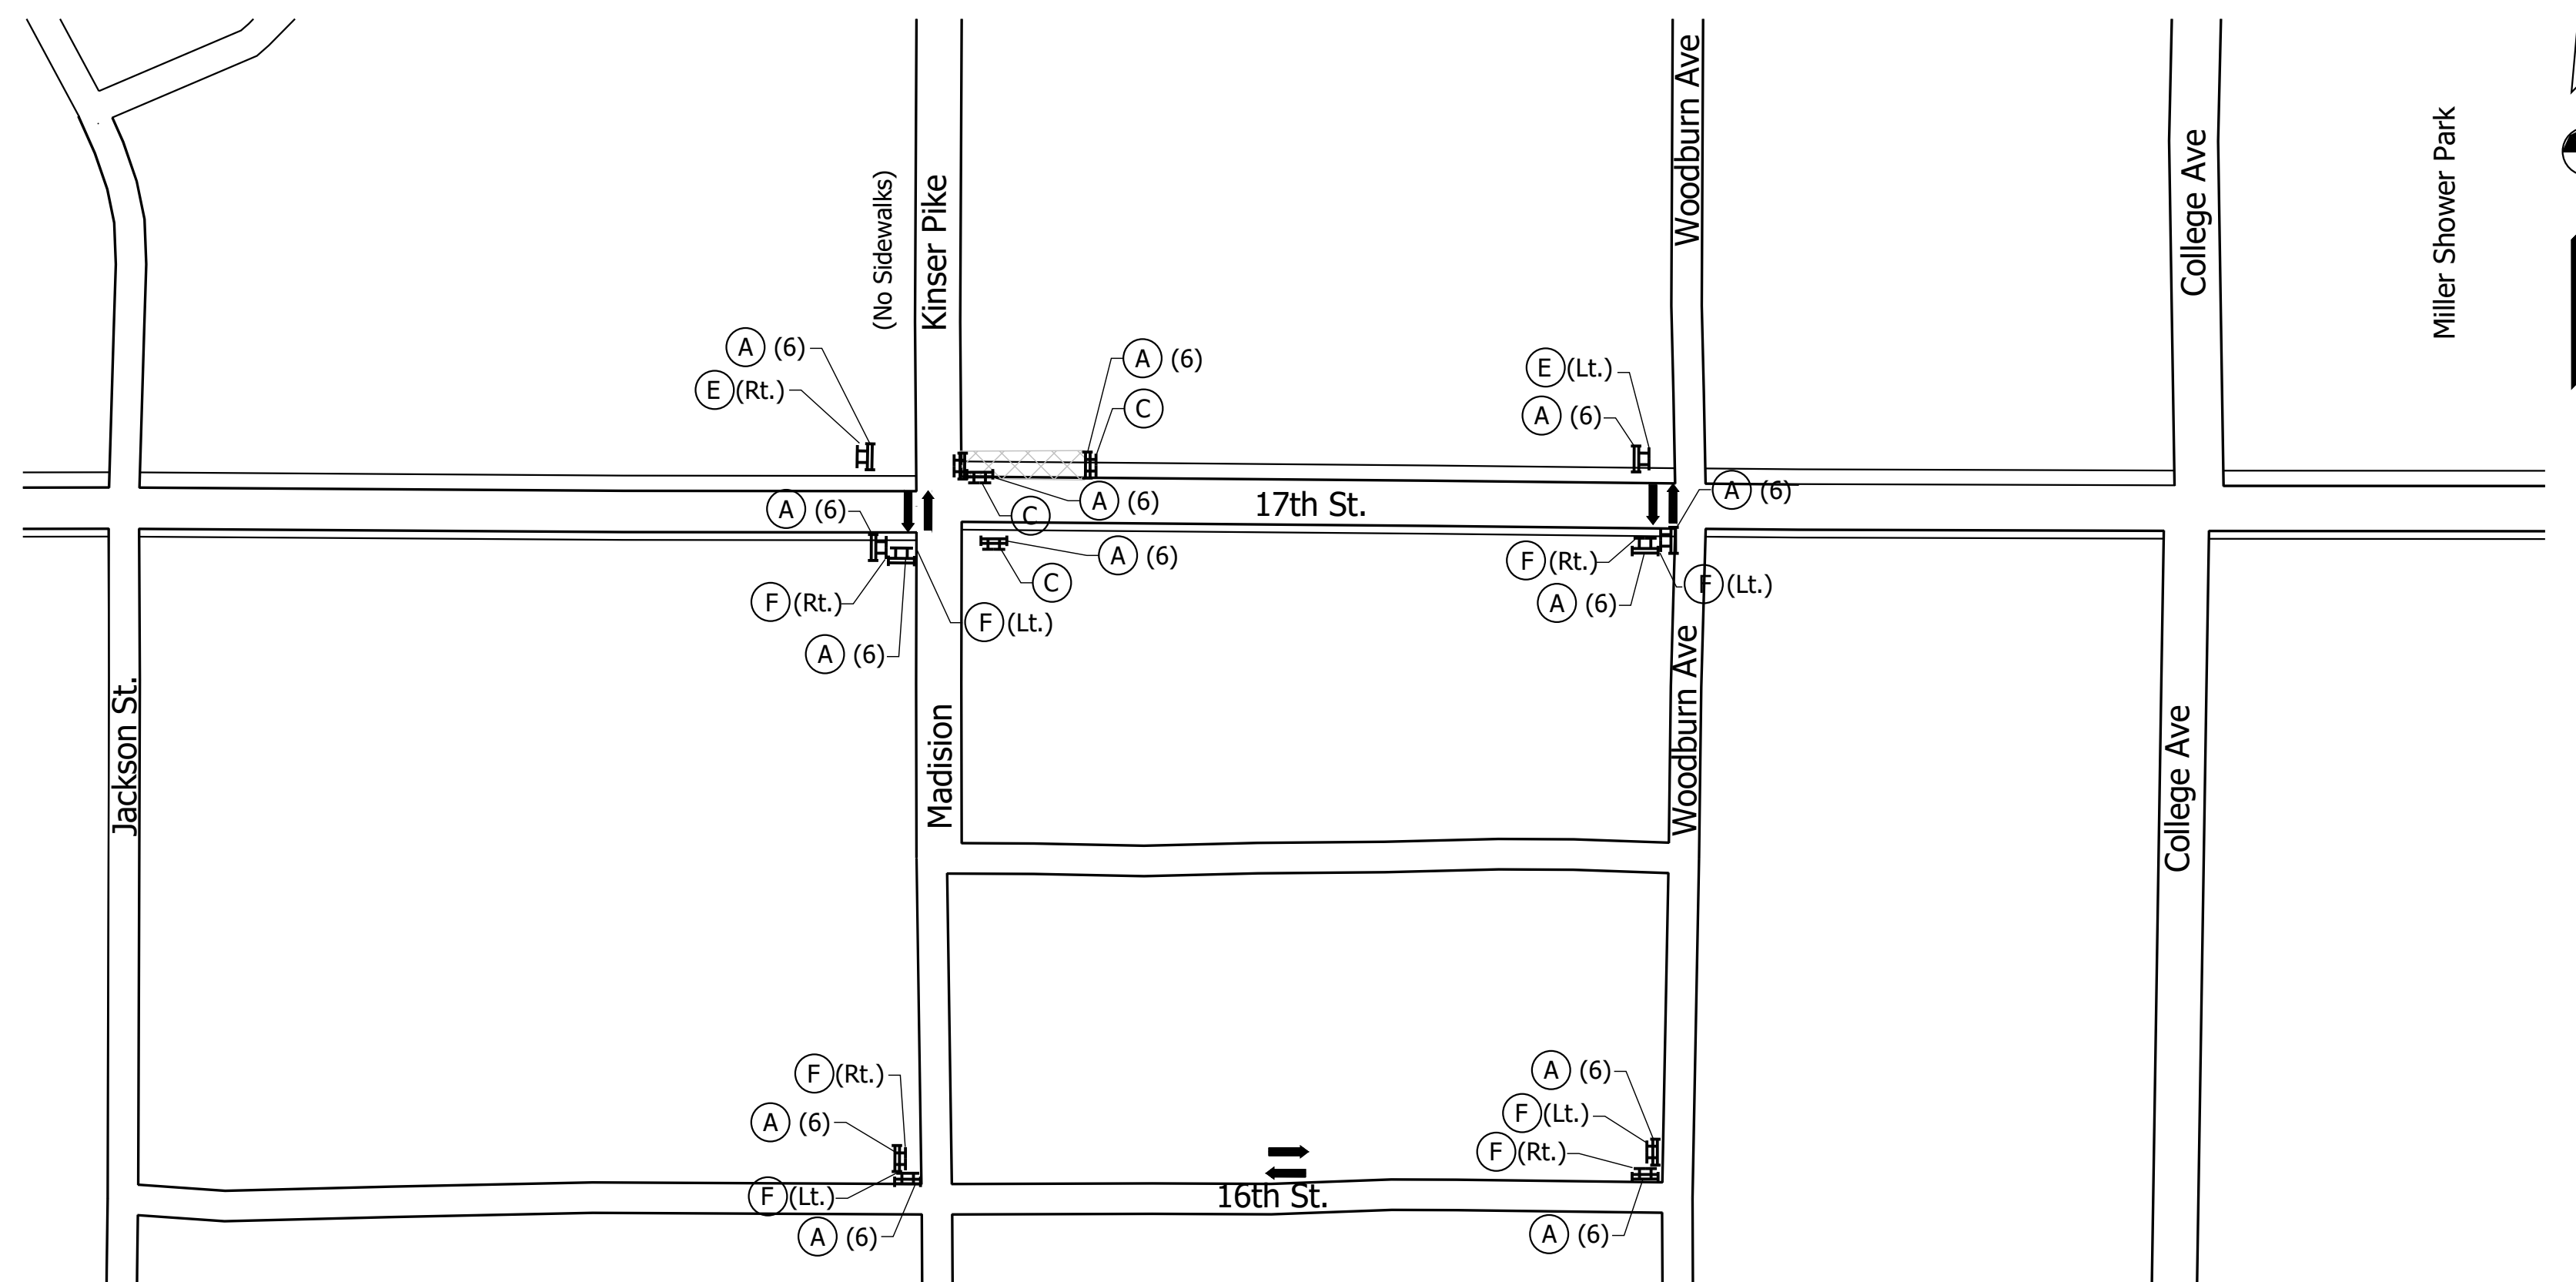 Woodburn Ave
Miller Shower Park
College Ave
(No Sidewalks)
Kinser Pike
A (6)
E (Rt.)
A (6)
C
E (Lt.)
A (6)
A (6)
C
A (6)
17th St.
A (6)
A (6)
C
F (Rt.)
A (6)
F (Lt.)
F (Rt.)
A (6)
F (Lt.)
Jackson St.
Madision
Woodburn Ave
College Ave
F (Rt.)
A (6)
F (Lt.)
A (6)
16th St.
A (6)
F (Lt.)
F (Rt.)
A (6)